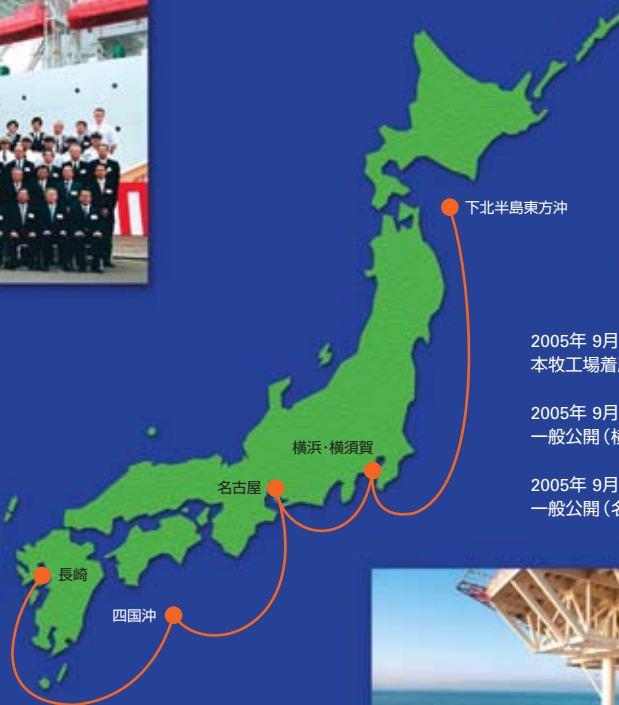 下北半島東方沖
2005年 9月
本牧工場着
2005年 9月
一般公開(横
2005年 9月
一般公開(名
横浜・横須賀
名古屋
長崎
四国沖